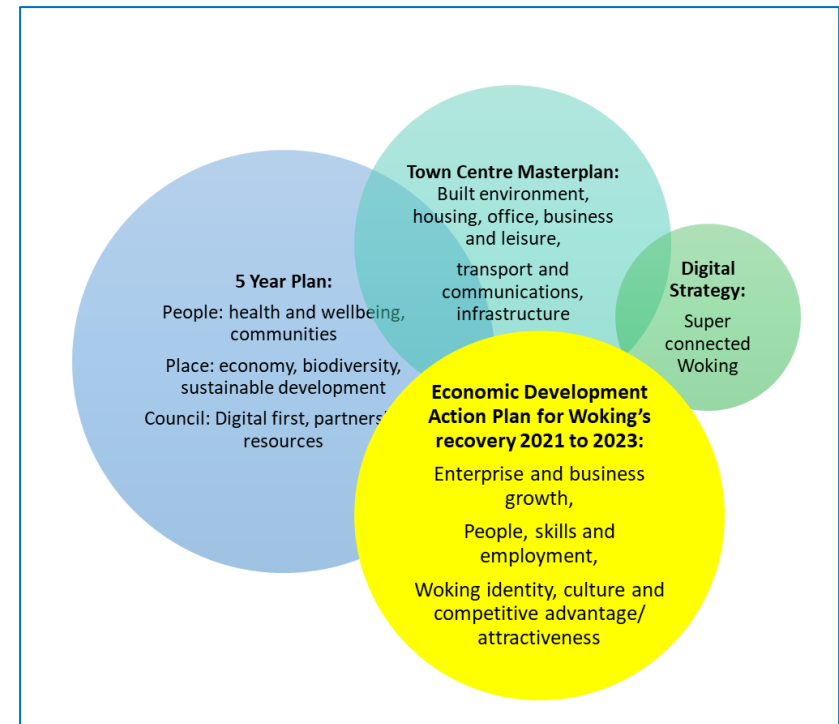 Town Centre Masterplan:
Built environment,
housing, office, business
and leisure,
transport and
communications,
infrastructure
5 Year Plan:
People: health and wellbeing,
communities
Place: economy, biodiversity,
sustainable development
Council: Digital first,
resources
Digital
Strategy:
Super
connected
Woking
Economic Development
Action Plan for Woking’s
recovery 2021 to 2023:
Enterprise and business
growth,
People, skills and
employment,
Woking identity, culture and
competitive advantage/
attractiveness